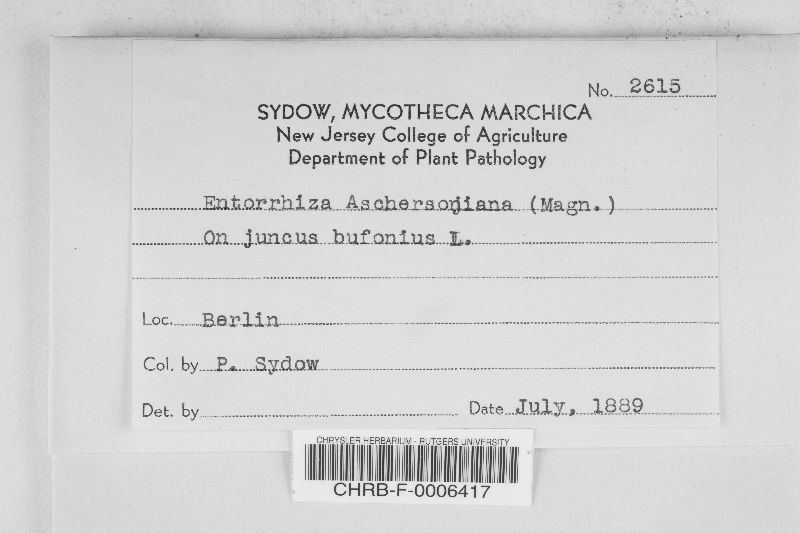 No. 2615
SYDOW, MYCOTHECA MARCHICA
New Jersey College of Agriculture
Department of Plant Pathology
Entorrhiza Aschersonjiana (Magn.)
On juncus bufonius L.
Loc. Berlin
Col. by P. Sydow
Det. by Date July, 1889
CHRYSLER HERBARIUM - RUTGERS UNIVERSITY
CHRB-F-0006417